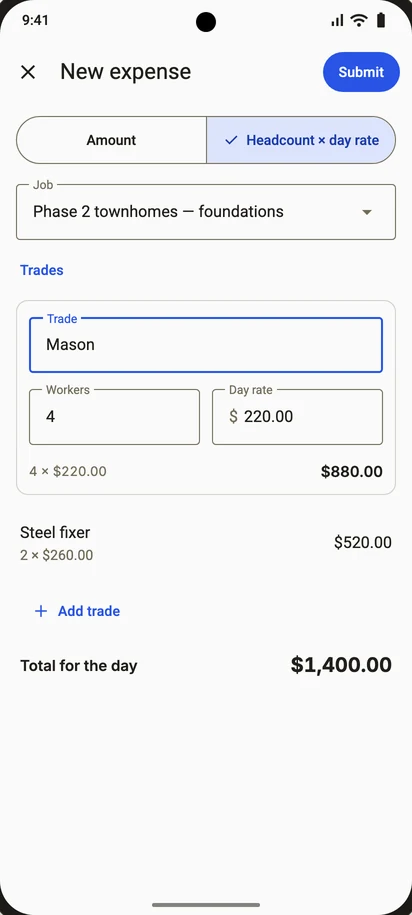 9:41
New expense
Submit
Amount
Headcount × day rate
Job
Phase 2 townhomes — foundations
Trades
Trade
Mason
Workers
Day rate
4
$ 220.00
4 × $220.00
$880.00
Steel fixer
$520.00
2 × $260.00
+ Add trade
Total for the day
$1,400.00